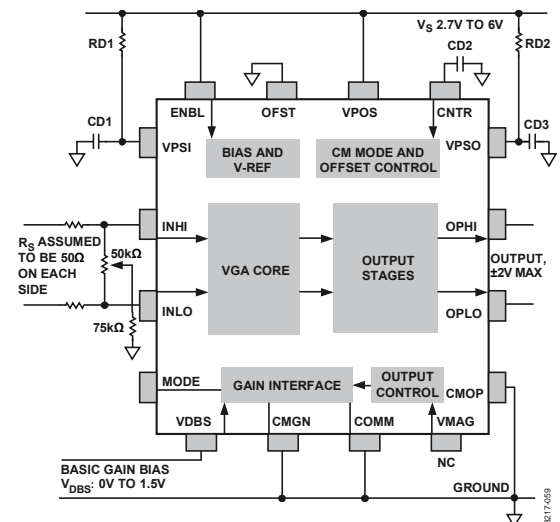 V_S 2.7V TO 6V
RD1
RD2
CD2
ENBL
OFST
VPOS
CNTR
CD1
CD3
VPSI
VPSO
BIAS AND
V-REF
CM MODE AND
OFFSET CONTROL
INHI
OPHI
R_S ASSUMED
TO BE 50Ω
ON EACH
SIDE
50kΩ
VGA CORE
OUTPUT
STAGES
OUTPUT,
±2V MAX
INLO
OPLO
75kΩ
MODE
GAIN INTERFACE
OUTPUT
CONTROL
CMOP
VDBS
CMGN
COMM
VMAG
BASIC GAIN BIAS
V_DBS: 0V TO 1.5V
NC
GROUND